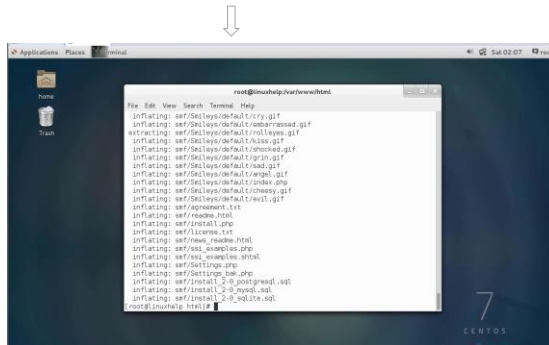 Applications Places Terminal Sat 02:07
home
Trash
root@linuxhelp:/var/www/html
File Edit View Search Terminal Help
inflating: smf/Smileys/default/cry.gif
inflating: smf/Smileys/default/embarrassed.gif
extracting: smf/Smileys/default/rolleyes.gif
inflating: smf/Smileys/default/kiss.gif
inflating: smf/Smileys/default/shocked.gif
inflating: smf/Smileys/default/grin.gif
inflating: smf/Smileys/default/sad.gif
inflating: smf/Smileys/default/angel.gif
inflating: smf/Smileys/default/index.php
inflating: smf/Smileys/default/cheesy.gif
inflating: smf/Smileys/default/evil.gif
inflating: smf/agreement.txt
inflating: smf/readme.html
inflating: smf/install.php
inflating: smf/license.txt
inflating: smf/news_readme.html
inflating: smf/ssi_examples.php
inflating: smf/ssi_examples.shtml
inflating: smf/Settings.php
inflating: smf/Settings_bak.php
inflating: smf/install_2-0_postgresql.sql
inflating: smf/install_2-0_mysql.sql
inflating: smf/install_2-0_sqlite.sql
[root@linuxhelp html]#
7
CENTOS